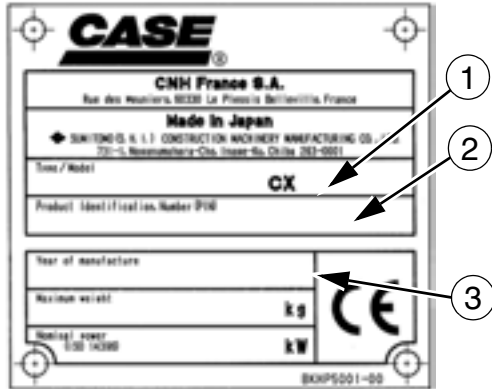 CASE®
CNH France S.A.
Rue des Meuniers, 60330 Le Plessis Belleville, France
Made in Japan
SUMITOMO (S. H. I.) CONSTRUCTION MACHINERY MANUFACTURING CO.,
731-1, Naganumahara-Cho, Inage-Ku, Chiba 263-0001
1
Type/Model
CX
2
Product Identification Number (PIN)
Year of manufacture
3
Maximum weight
kg
CE
Nominal power
(ISO 14396)
kW
BKHP5001-00